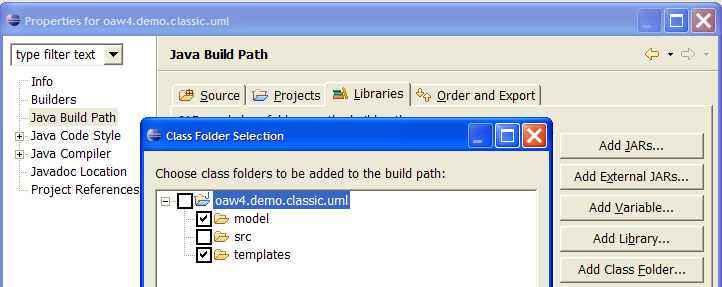 Properties for oaw4.demo.classic.uml
type filter text
Info
Builders
Java Build Path
Java Code Style
Java Compiler
Javadoc Location
Project References
Java Build Path
Source Projects Libraries Order and Export
Class Folder Selection
Choose class folders to be added to the build path:
oaw4.demo.classic.uml
model
src
templates
Add JARs...
Add External JARs...
Add Variable...
Add Library...
Add Class Folder...